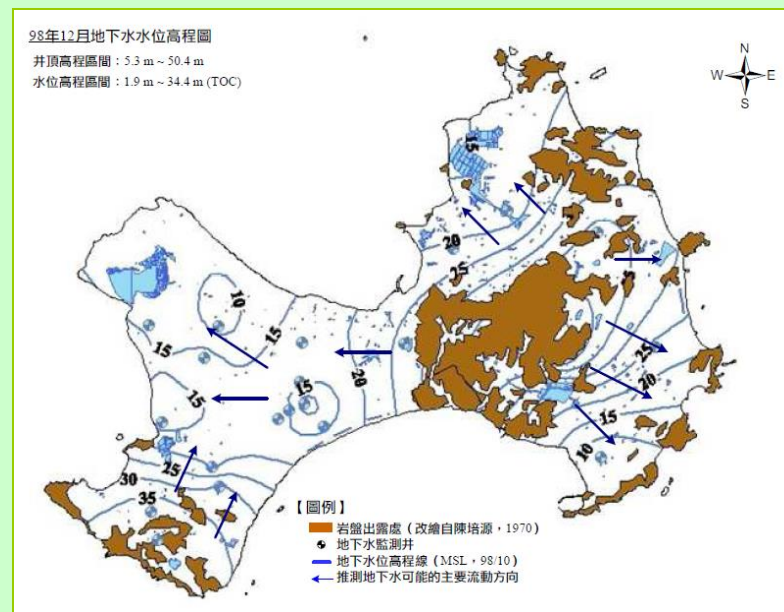 98年12月地下水水位高程圖
井頂高程區間：5.3 m ~ 50.4 m
水位高程區間：1.9 m ~ 34.4 m (TOC)
N
W E
S
15
20
25
10
15
5
15
20
25
15
15
20
25
15
30
10
35
【圖例】
岩盤出露處（改繪自陳培源，1970）
地下水監測井
地下水位高程線（MSL，98/10）
推測地下水可能的主要流動方向